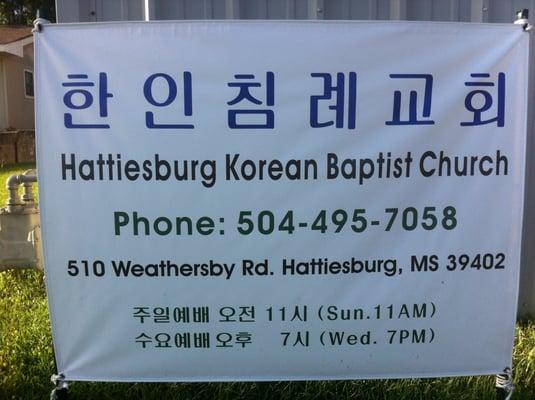 한인침례교회
Hattiesburg Korean Baptist Church
Phone: 504-495-7058
510 Weathersby Rd. Hattiesburg, MS 39402
주일예배 오전 11시 (Sun.11AM)
수요예배 오후 7시 (Wed. 7PM)